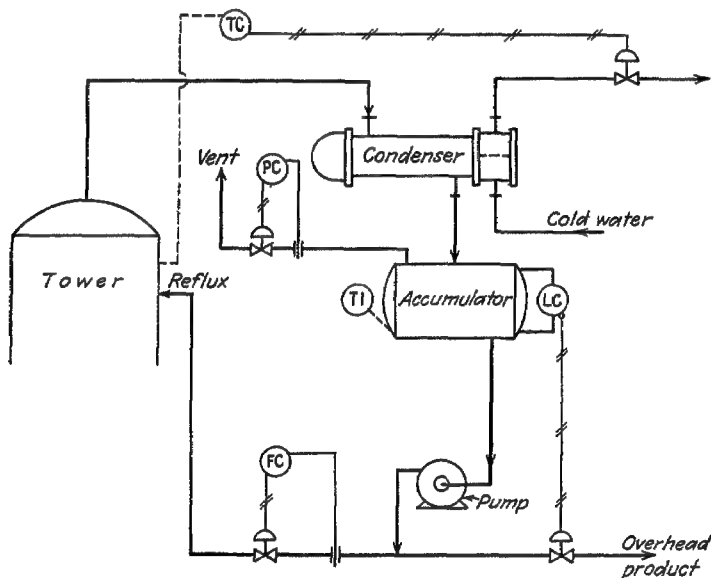 TC
Vent
PC
Condenser
Cold water
Tower
Reflux
TI
Accumulator
LC
FC
Pump
Overhead
product